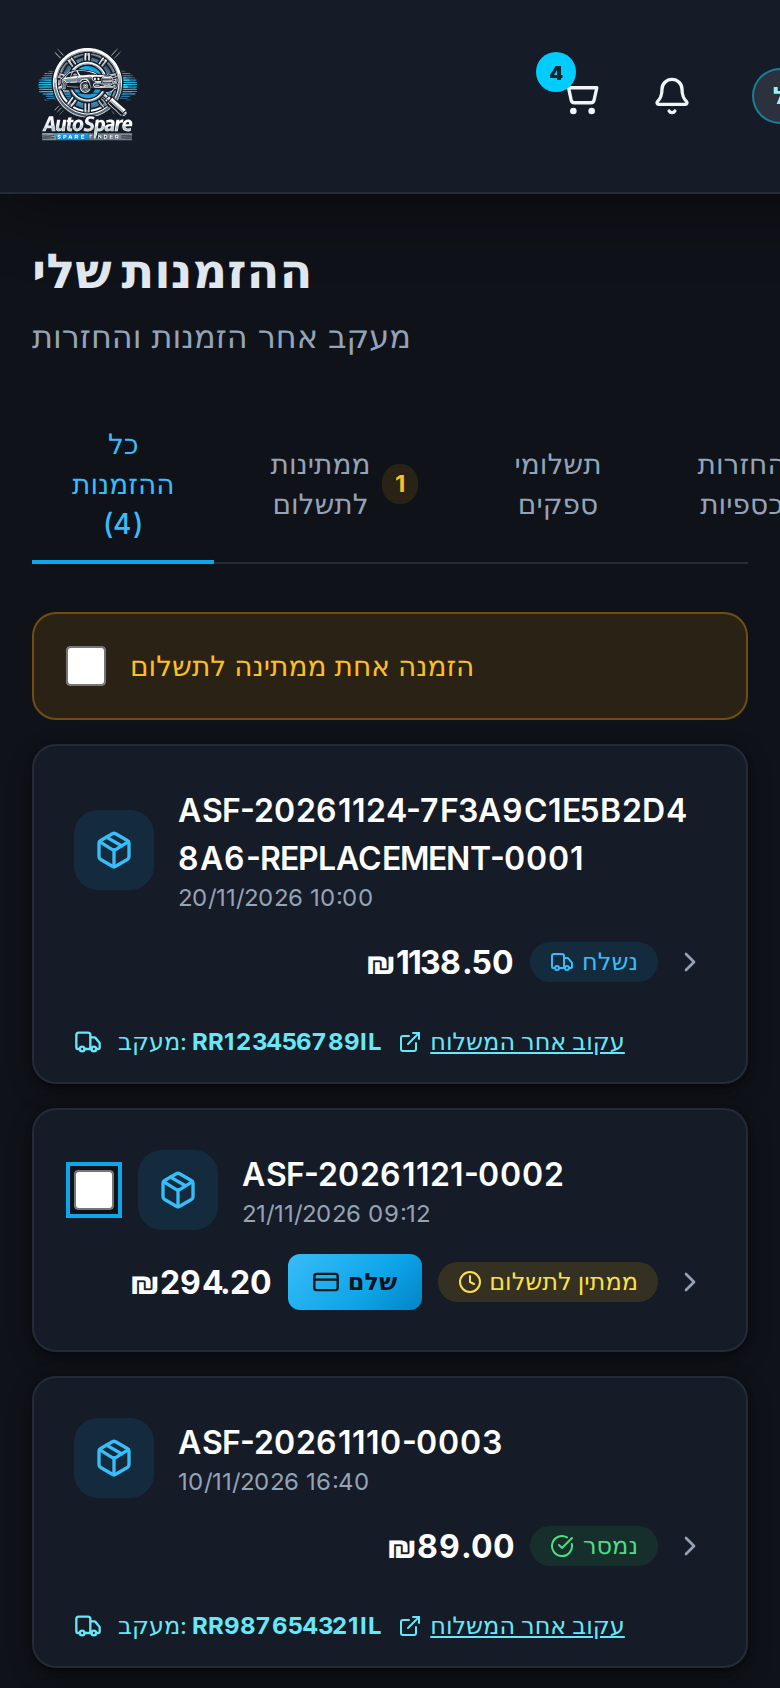 AutoSpare
SPARE FINDER
4
ההזמנות שלי
מעקב אחר הזמנות והחזרות
כל
ההזמנות
(4)
ממתינות
לתשלום
1
תשלומי
ספקים
החזרות
כספיות
הזמנה אחת ממתינה לתשלום
ASF-20261124-7F3A9C1E5B2D4
8A6-REPLACEMENT-0001
20/11/2026 10:00
₪1138.50
נשלח
מעקב: RR123456789IL
עקוב אחר המשלוח
ASF-20261121-0002
21/11/2026 09:12
₪294.20
שלם
ממתין לתשלום
ASF-20261110-0003
10/11/2026 16:40
₪89.00
נמסר
מעקב: RR987654321IL
עקוב אחר המשלוח